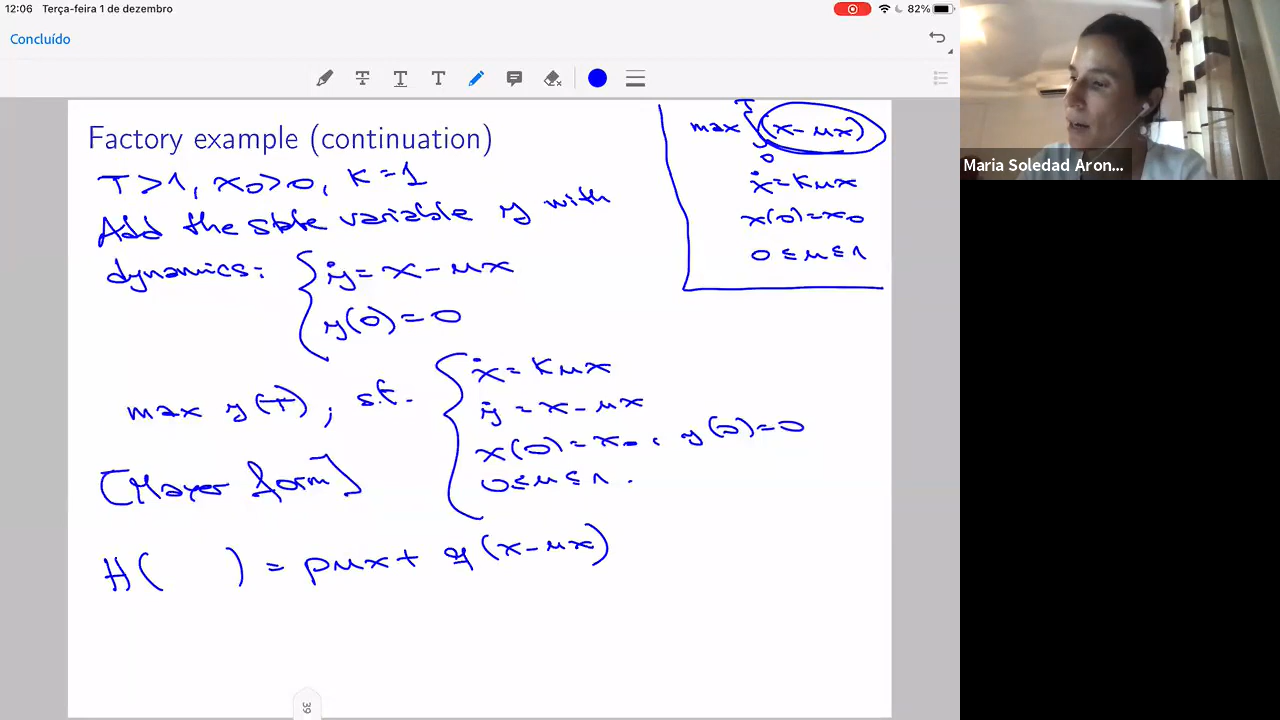 12:06 Terça-feira 1 de dezembro 82%
Concluído
Factory example (continuation)
T > 1, x0 > 0, K = 1
Add the state variable y with
dynamics: { ẏ = x - ux
y(0) = 0
max ∫ (x - ux)
T
0
ẋ = Kux
x(0) = x0
0 ≤ u ≤ 1
max y(T), s.t. { ẋ = Kux
ẏ = x - ux
x(0) = x0, y(0) = 0
0 ≤ u ≤ 1.
[Mayer form]
H( ) = pux + q(x - ux)
39
Maria Soledad Aron...